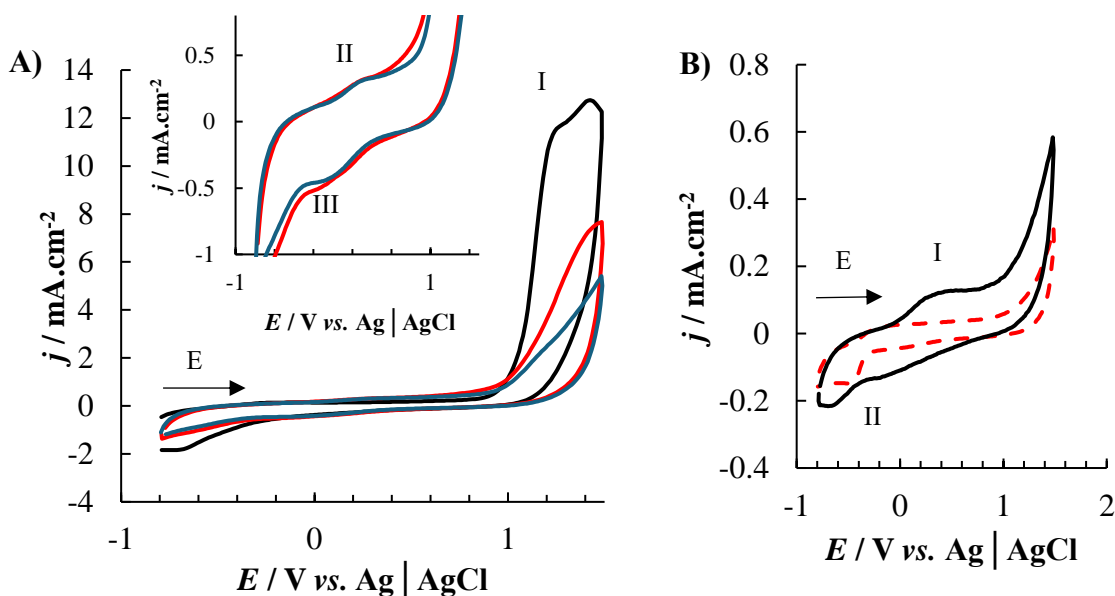 A)
j / mA.cm-2
14
12
10
8
6
4
2
0
-2
-4
-1
0
1
E / V vs. Ag│AgCl
I
E
j / mA.cm-2
0.5
0
-0.5
-1
-1
1
E / V vs. Ag│AgCl
II
III
B)
j / mA.cm-2
0.8
0.6
0.4
0.2
0
-0.2
-0.4
-1
0
1
2
E / V vs. Ag│AgCl
E
I
II